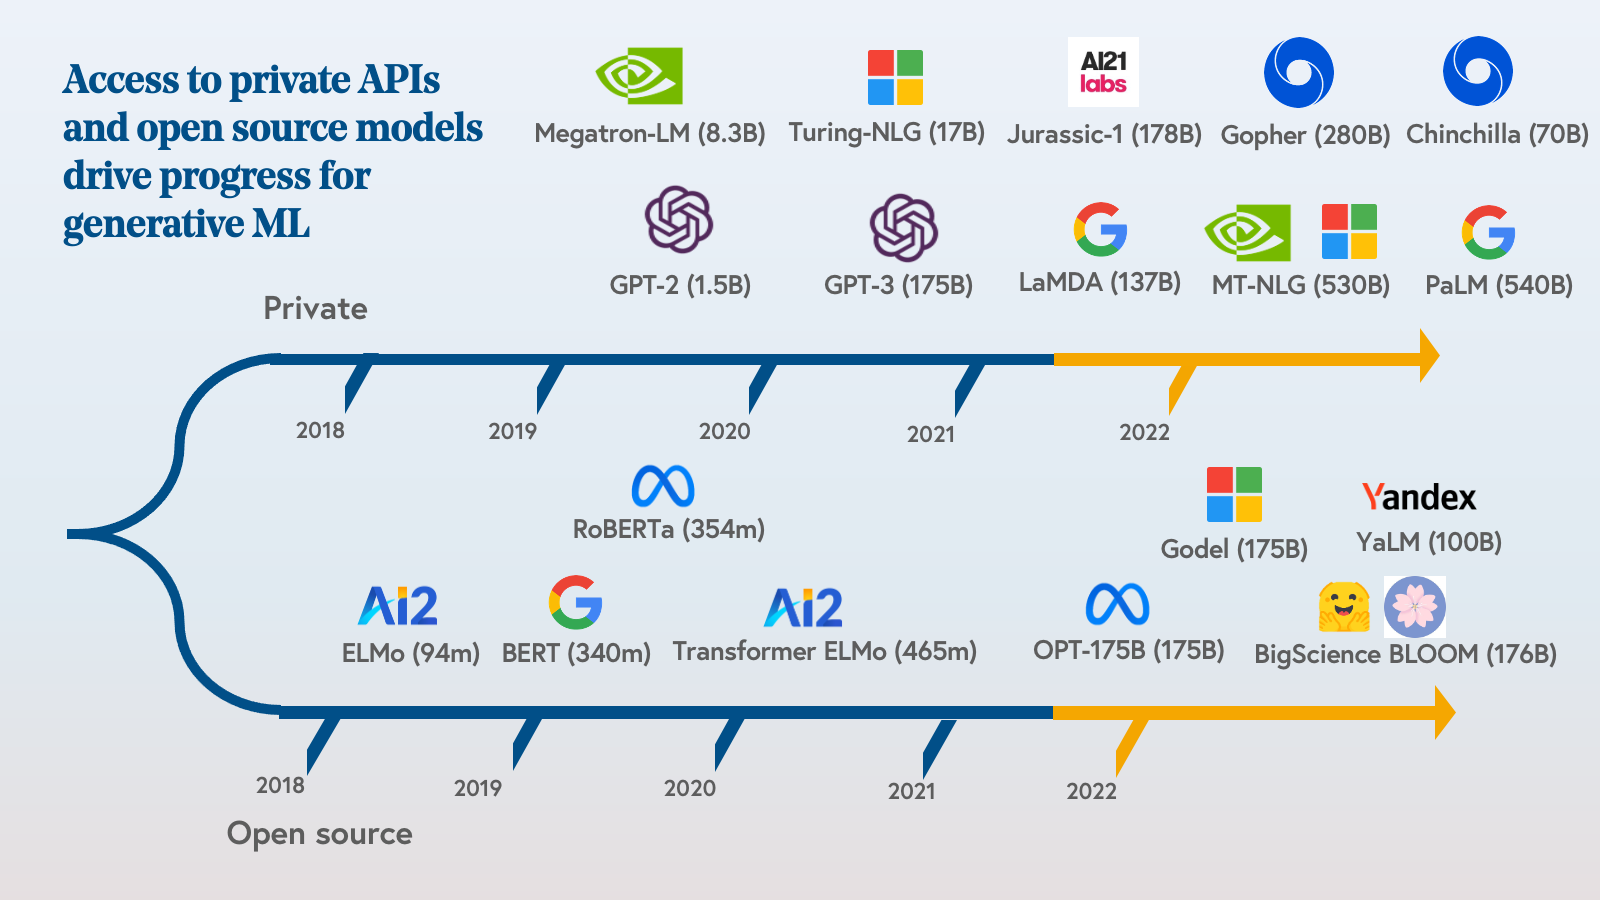 Access to private APIs
and open source models
drive progress for
generative ML
AI21
labs
Megatron-LM (8.3B)
Turing-NLG (17B)
Jurassic-1 (178B)
Gopher (280B)
Chinchilla (70B)
GPT-2 (1.5B)
GPT-3 (175B)
LaMDA (137B)
MT-NLG (530B)
PaLM (540B)
Private
2018
2019
2020
2021
2022
RoBERTa (354m)
Godel (175B)
Yandex
YaLM (100B)
Ai2
ELMo (94m)
BERT (340m)
Ai2
Transformer ELMo (465m)
OPT-175B (175B)
BigScience BLOOM (176B)
2018
2019
2020
2021
2022
Open source